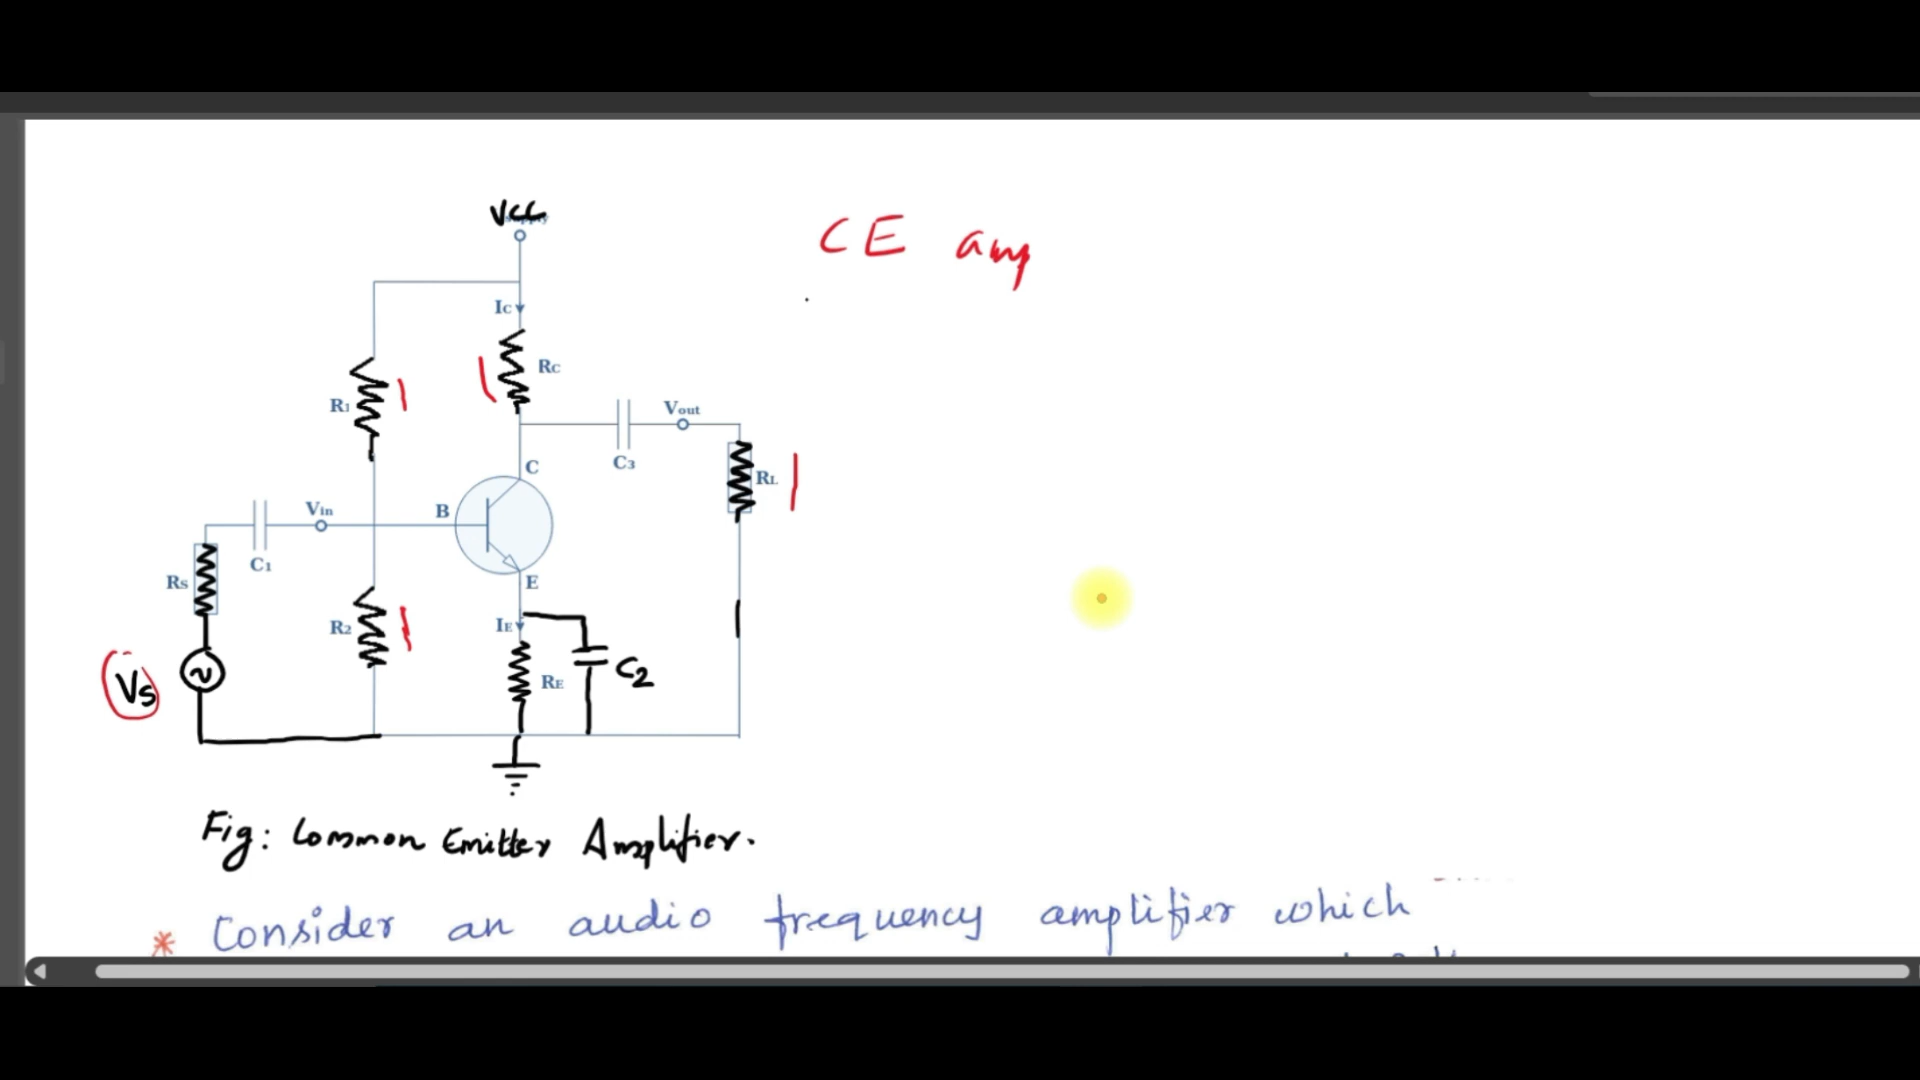 VCC
CE amp
IC
RC
R1
Vout
C3
C
RL
Vin
B
C1
E
Rs
R2
IE
C2
RE
Vs
Fig: Common Emitter Amplifier.
* Consider an audio frequency amplifier which